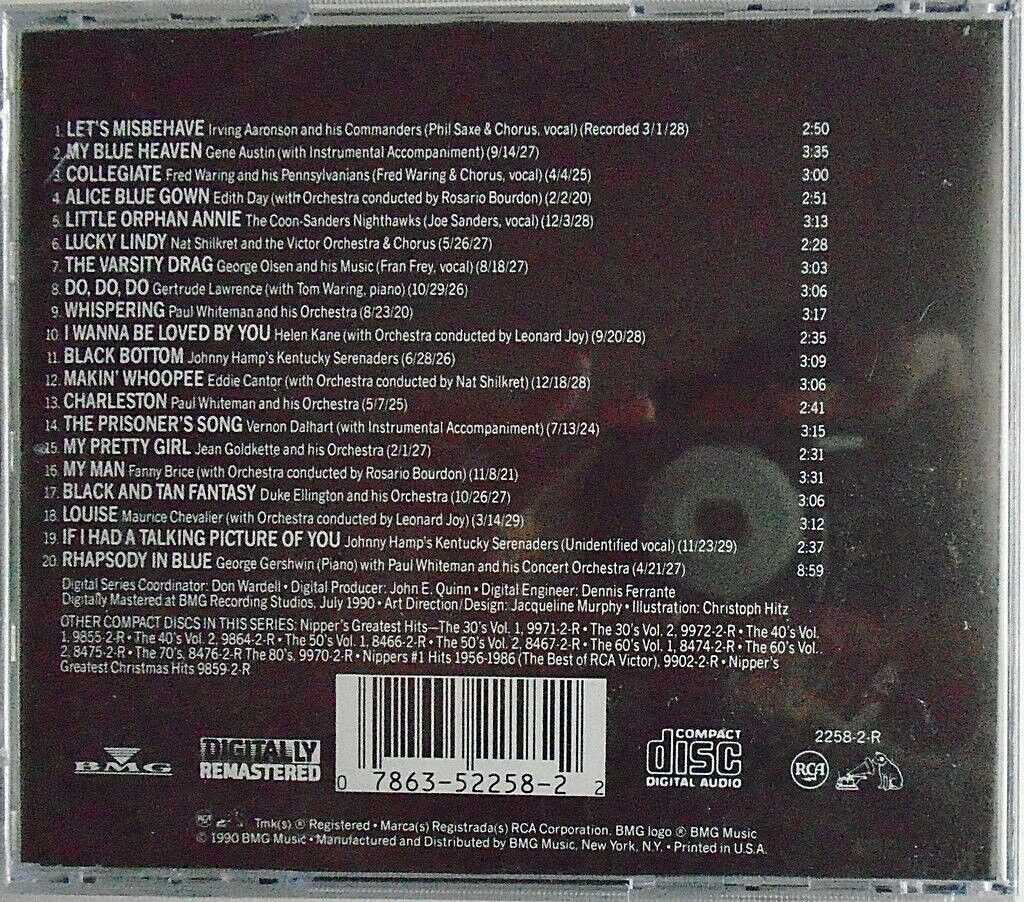 1. LET'S MISBEHAVE Irving Aaronson and his Commanders (Phil Saxe & Chorus, vocal) (Recorded 3/1/28) 2:50
2. MY BLUE HEAVEN Gene Austin (with Instrumental Accompaniment) (9/14/27) 3:35
3. COLLEGIATE Fred Waring and his Pennsylvanians (Fred Waring & Chorus, vocal) (4/4/25) 3:00
4. ALICE BLUE GOWN Edith Day (with Orchestra conducted by Rosario Bourdon) (2/2/20) 2:51
5. LITTLE ORPHAN ANNIE The Coon-Sanders Nighthawks (Joe Sanders, vocal) (12/3/28) 3:13
6. LUCKY LINDY Nat Shilkret and the Victor Orchestra & Chorus (5/26/27) 2:28
7. THE VARSITY DRAG George Olsen and his Music (Fran Frey, vocal) (8/18/27) 3:03
8. DO, DO, DO Gertrude Lawrence (with Tom Waring, piano) (10/29/26) 3:06
9. WHISPERING Paul Whiteman and his Orchestra (8/23/20) 3:17
10. I WANNA BE LOVED BY YOU Helen Kane (with Orchestra conducted by Leonard Joy) (9/20/28) 2:35
11. BLACK BOTTOM Johnny Hamp's Kentucky Serenaders (6/28/26) 3:09
12. MAKIN' WHOOPEE Eddie Cantor (with Orchestra conducted by Nat Shilkret) (12/18/28) 3:06
13. CHARLESTON Paul Whiteman and his Orchestra (5/7/25) 2:41
14. THE PRISONER'S SONG Vernon Dalhart (with Instrumental Accompaniment) (7/13/24) 3:15
15. MY PRETTY GIRL Jean Goldkette and his Orchestra (2/1/27) 2:31
16. MY MAN Fanny Brice (with Orchestra conducted by Rosario Bourdon) (11/8/21) 3:31
17. BLACK AND TAN FANTASY Duke Ellington and his Orchestra (10/26/27) 3:06
18. LOUISE Maurice Chevalier (with Orchestra conducted by Leonard Joy) (3/14/29) 3:12
19. IF I HAD A TALKING PICTURE OF YOU Johnny Hamp's Kentucky Serenaders (Unidentified vocal) (11/23/29) 2:37
20. RHAPSODY IN BLUE George Gershwin (Piano) with Paul Whiteman and his Concert Orchestra (4/21/27) 8:59
Digital Series Coordinator: Don Wardell • Digital Producer: John E. Quinn • Digital Engineer: Dennis Ferrante
Digitally Mastered at BMG Recording Studios, July 1990 • Art Direction/Design: Jacqueline Murphy • Illustration: Christoph Hitz
OTHER COMPACT DISCS IN THIS SERIES: Nipper's Greatest Hits—The 30's Vol. 1, 9971-2-R • The 30's Vol. 2, 9972-2-R • The 40's Vol.
1, 9855-2-R • The 40's Vol. 2, 9864-2-R • The 50's Vol. 1, 8466-2-R • The 50's Vol. 2, 8467-2-R • The 60's Vol. 1, 8474-2-R • The 60's Vol..
2, 8475-2-R • The 70's, 8476-2-R The 80's, 9970-2-R • Nippers #1 Hits 1956-1986 (The Best of RCA Victor), 9902-2-R • Nipper's
Greatest Christmas Hits 9859-2-R
BMG
DIGITALLY
REMASTERED
0 7863-52258-2 2
COMPACT
disc
DIGITAL AUDIO
2258-2-R
RCA
RCA Tmk(s) ® Registered • Marca(s) Registrada(s) RCA Corporation, BMG logo ® BMG Music
© 1990 BMG Music • Manufactured and Distributed by BMG Music, New York, N.Y. • Printed in U.S.A.